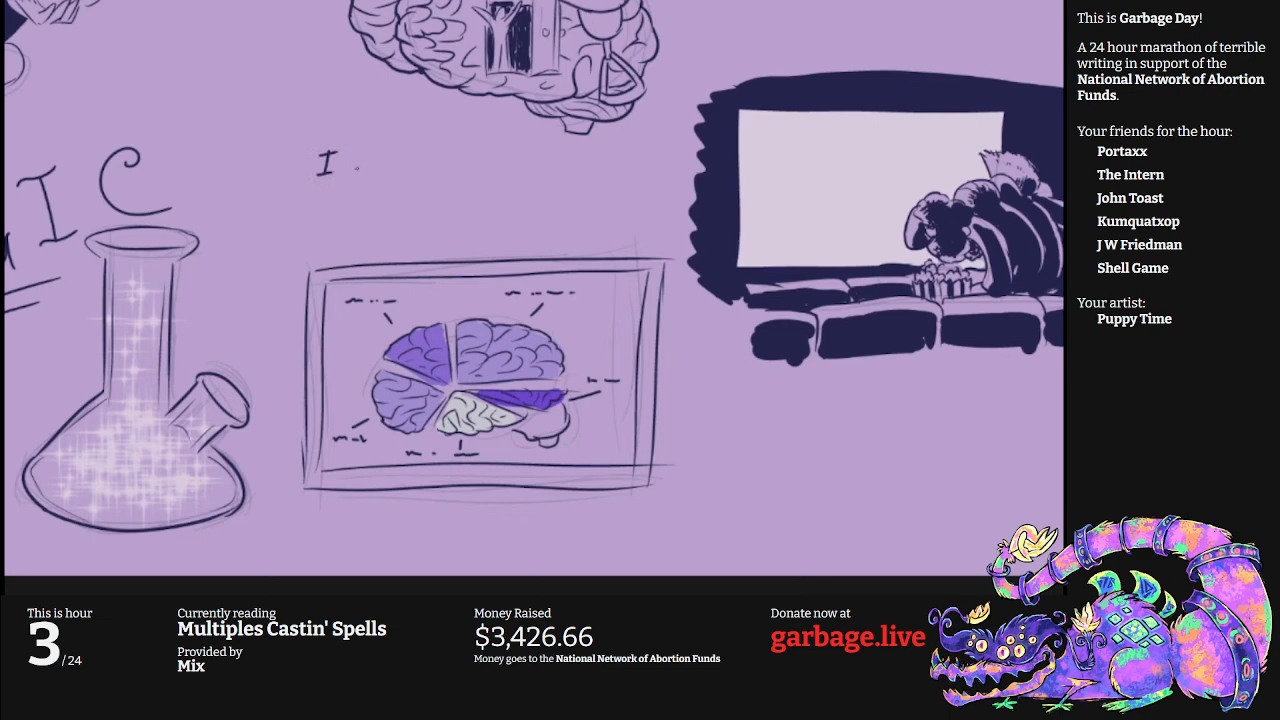 This is Garbage Day!
A 24 hour marathon of terrible
writing in support of the
National Network of Abortion
Funds.
Your friends for the hour:
Portaxx
The Intern
John Toast
Kumquatxop
J W Friedman
Shell Game
Your artist:
Puppy Time
I C
I .
This is hour
3/24
Currently reading
Multiples Castin' Spells
Provided by
Mix
Money Raised
$3,426.66
Money goes to the National Network of Abortion Funds
Donate now at
garbage.live